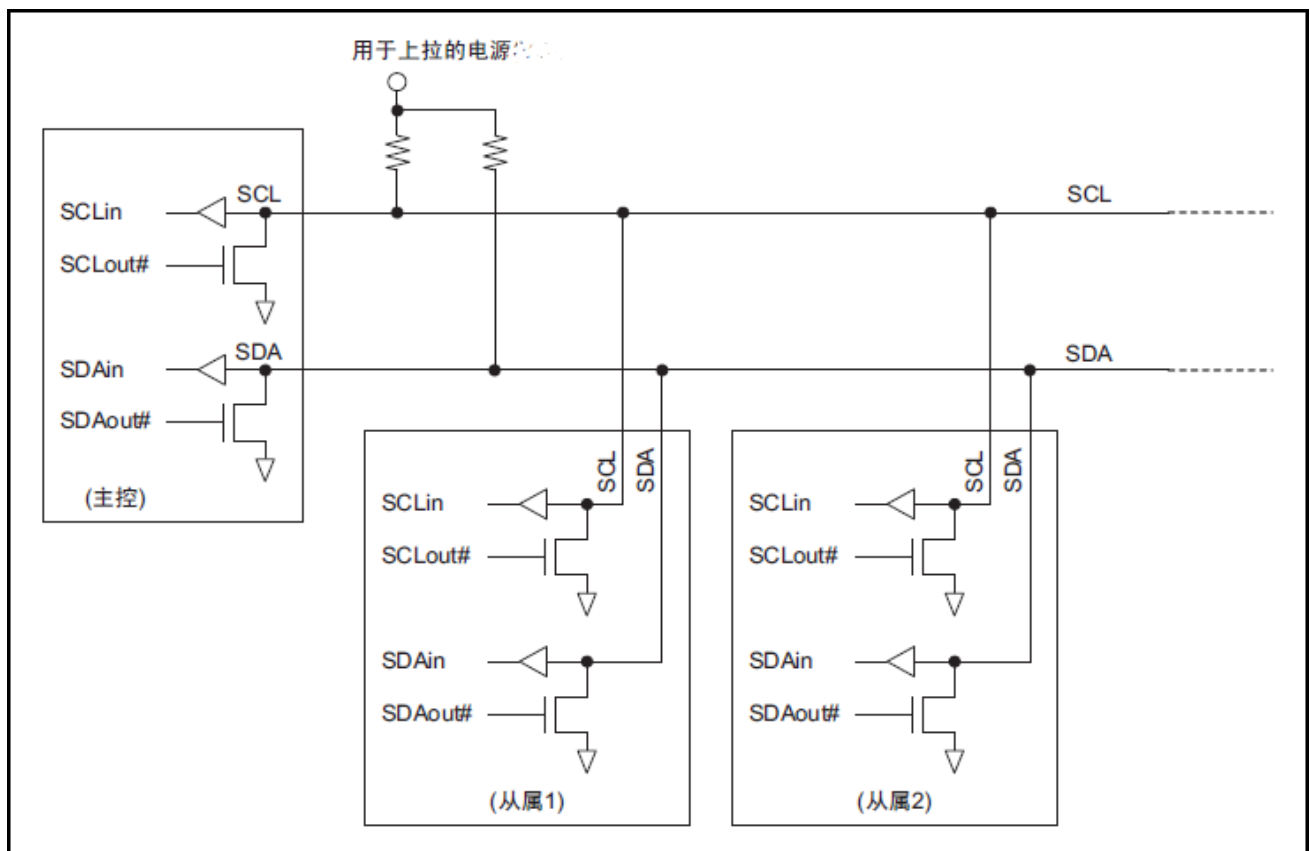 用于上拉的电源
SCL
SCLin
SCLout#
SDA
SDAin
SDAout#
(主控)
SCL
SDA
SCL
SDA
SCLin
SCLout#
SDAin
SDAout#
(从属1)
SCL
SDA
SCLin
SCLout#
SDAin
SDAout#
(从属2)